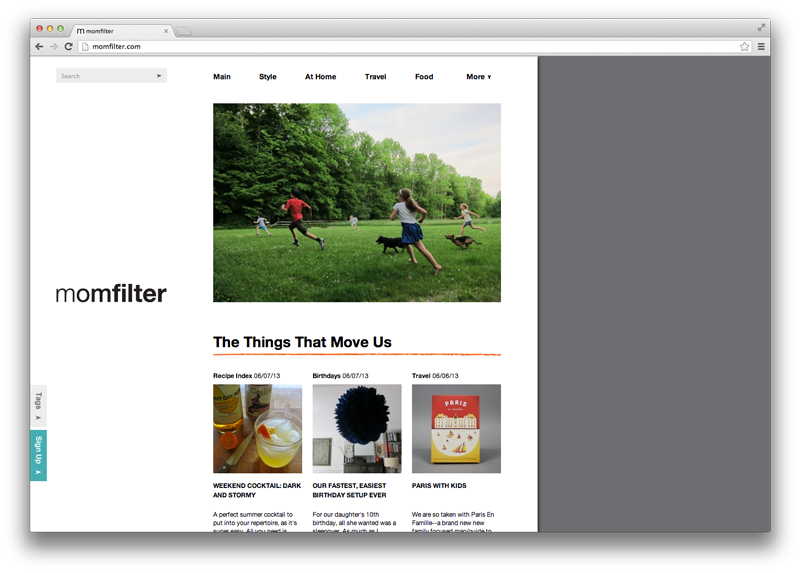 momfilter
momfilter.com
Search
Main Style At Home Travel Food More
momfilter
The Things That Move Us
Recipe Index 06/07/13
Birthdays 06/07/13
Travel 06/06/13
PARIS
WEEKEND COCKTAIL: DARK
AND STORMY
OUR FASTEST, EASIEST
BIRTHDAY SETUP EVER
PARIS WITH KIDS
A perfect summer cocktail to
put into your repertoire, as it's
super easy. All you need is
For our daughter's 10th
birthday, all she wanted was a
sleepover. As much as I
We are so taken with Paris En
Famille--a brand new new
family focused map/guide to
Tags
Sign Up